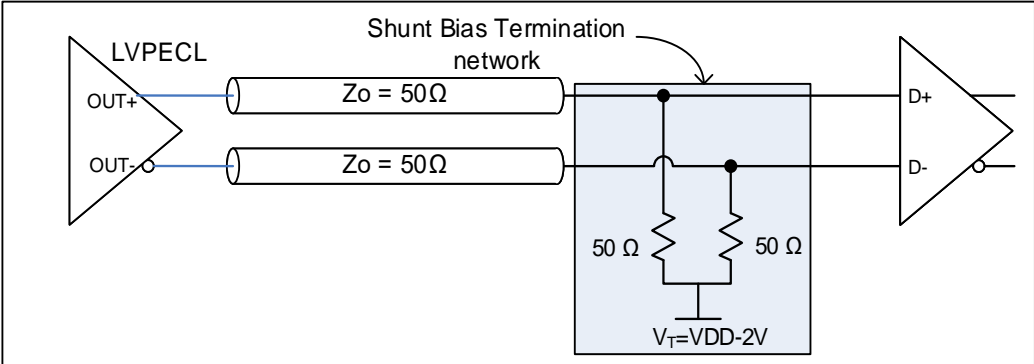 Shunt Bias Termination
network
LVPECL
OUT+
Zo = 50Ω
D+
OUT-
Zo = 50Ω
D-
50 Ω
50 Ω
VT=VDD-2V